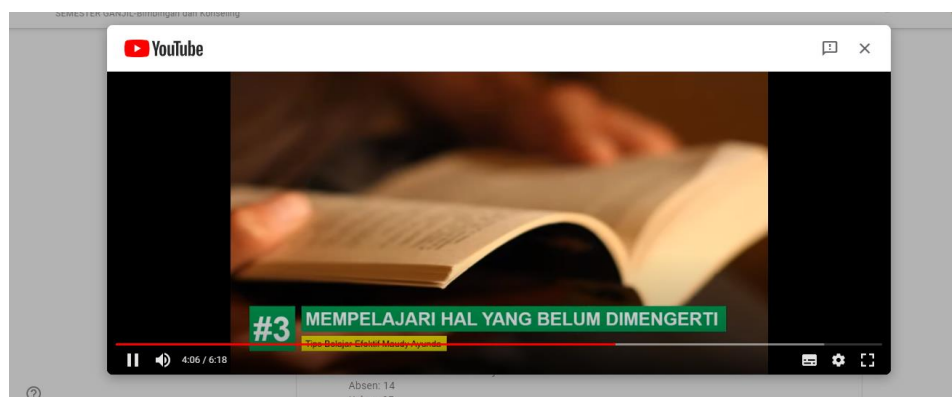 SEMESTER GANJIL-Bimbingan dan Konseling
YouTube
#3
MEMPELAJARI HAL YANG BELUM DIMENGERTI
Tips Belajar Efektif Maudy Ayunda
4:06 / 6:18
Absen: 14